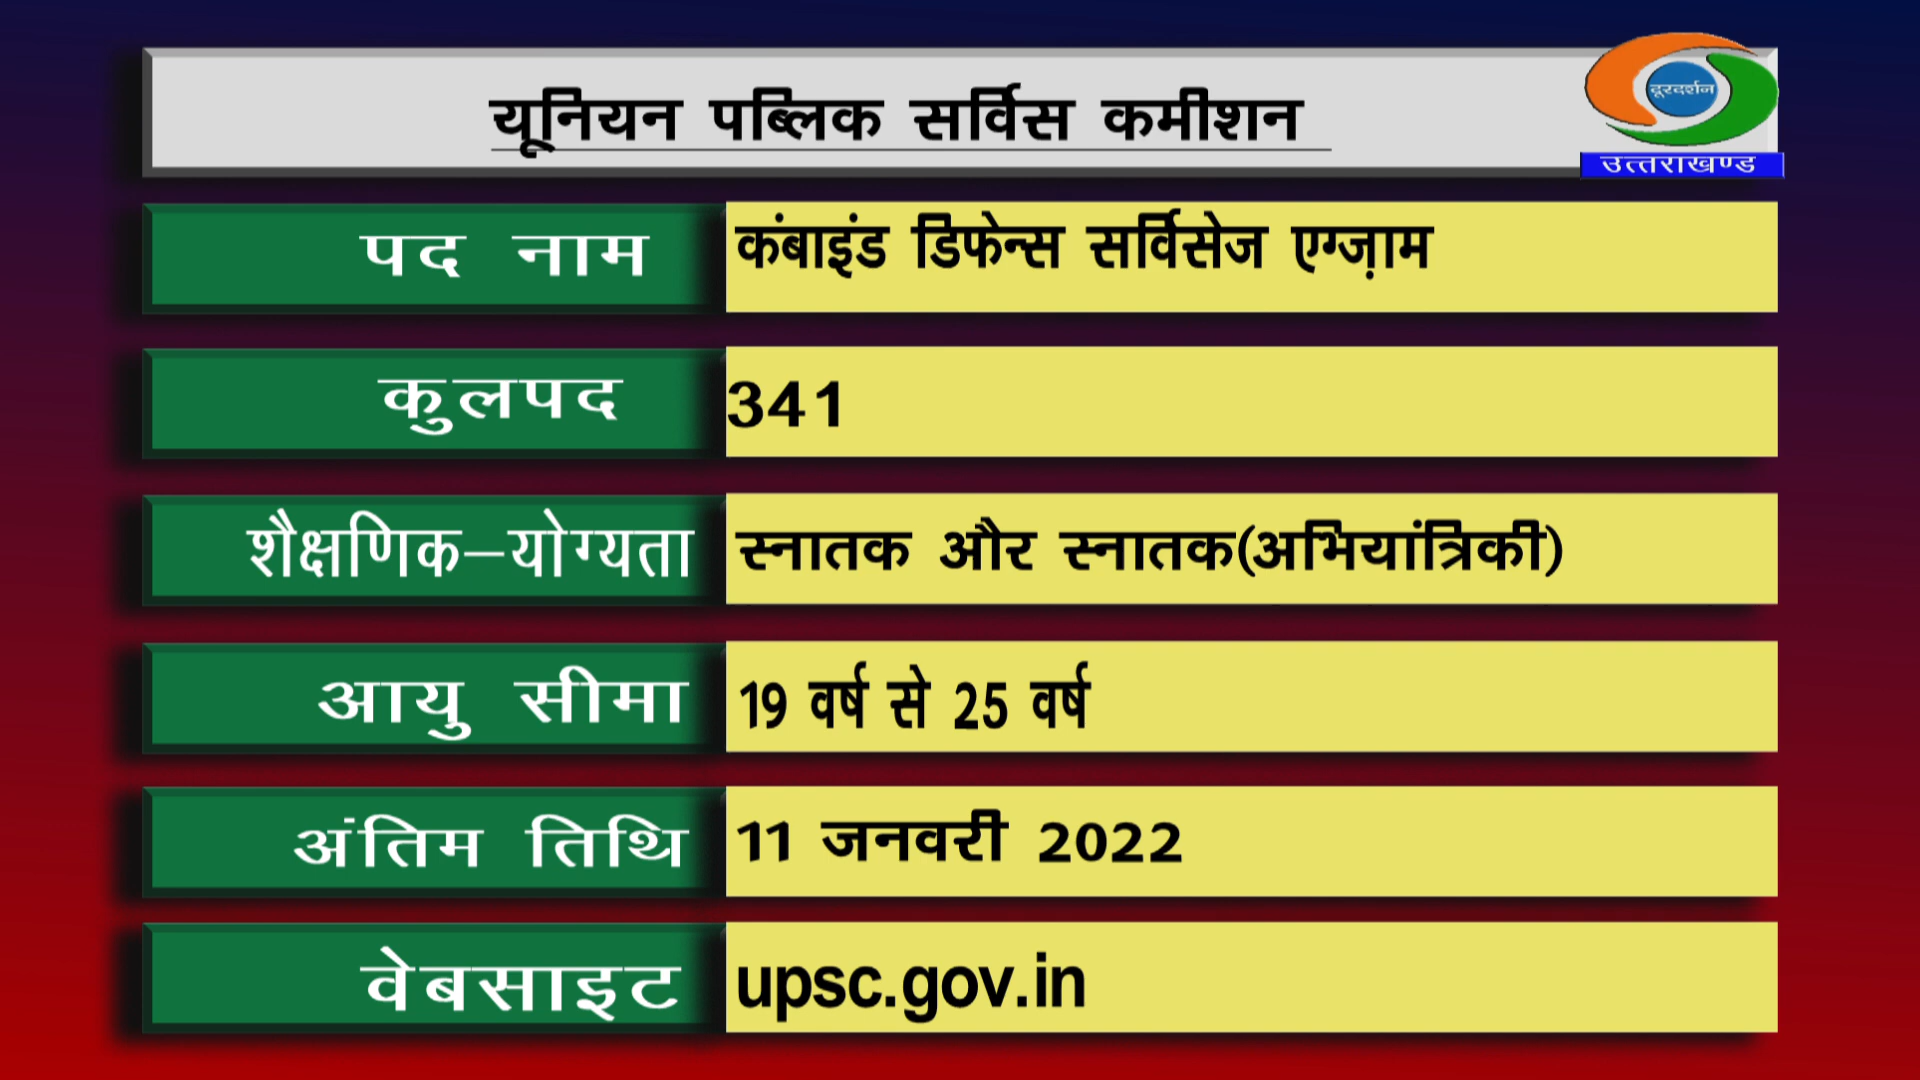 यूनियन पब्लिक सर्विस कमीशन
दूरदर्शन
उत्तराखण्ड
पद नाम कंबाइंड डिफेन्स सर्विसेज एग्ज़ाम
कुलपद 341
शैक्षणिक–योग्यता स्नातक और स्नातक(अभियांत्रिकी)
आयु सीमा 19 वर्ष से 25 वर्ष
अंतिम तिथि 11 जनवरी 2022
वेबसाइट upsc.gov.in